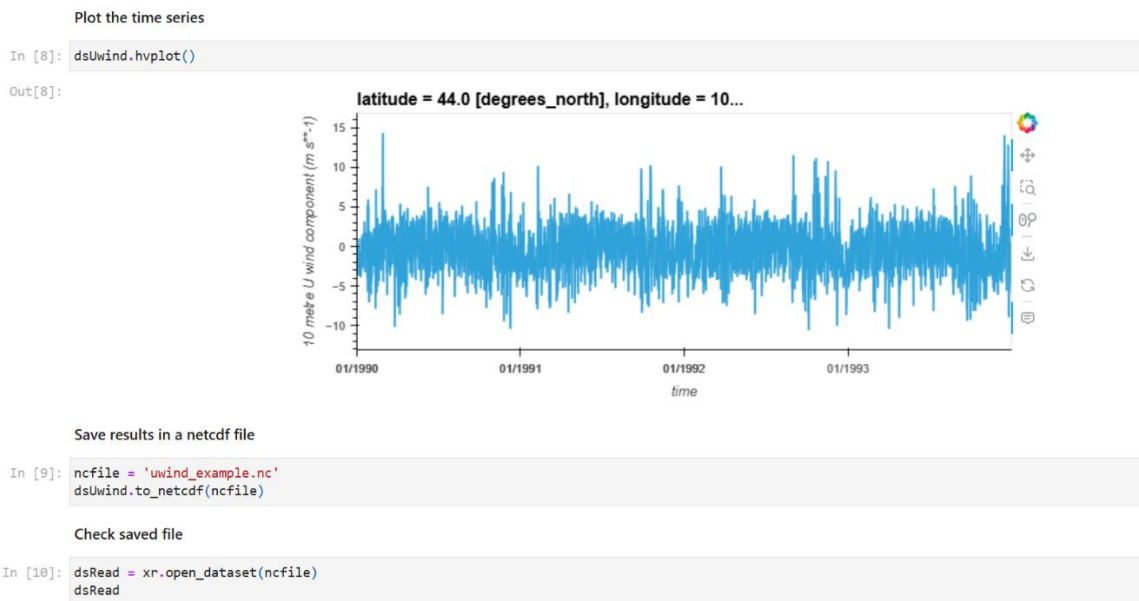 Plot the time series
In [8]: dsUwind.hvplot()
Out[8]:
latitude = 44.0 [degrees_north], longitude = 10...
10 metre U wind component (m s**-1)
15
10
5
0
−5
−10
01/1990 01/1991 01/1992 01/1993
time
Save results in a netcdf file
In [9]: ncfile = 'uwind_example.nc'
dsUwind.to_netcdf(ncfile)
Check saved file
In [10]: dsRead = xr.open_dataset(ncfile)
dsRead